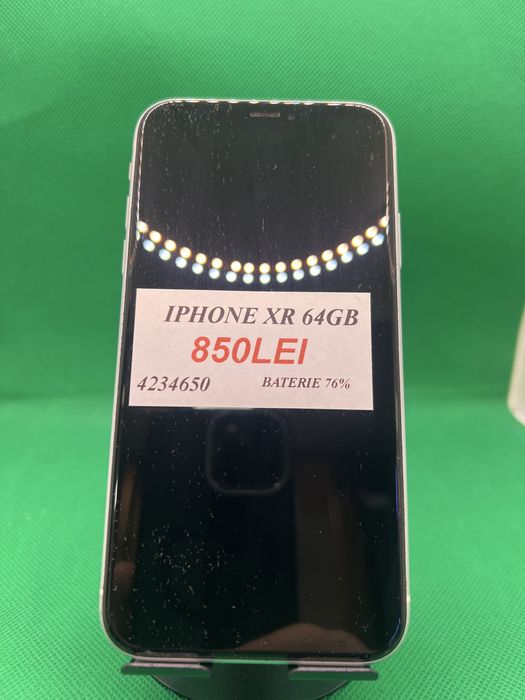 IPHONE XR 64GB
850LEI
4234650 BATERIE 76%